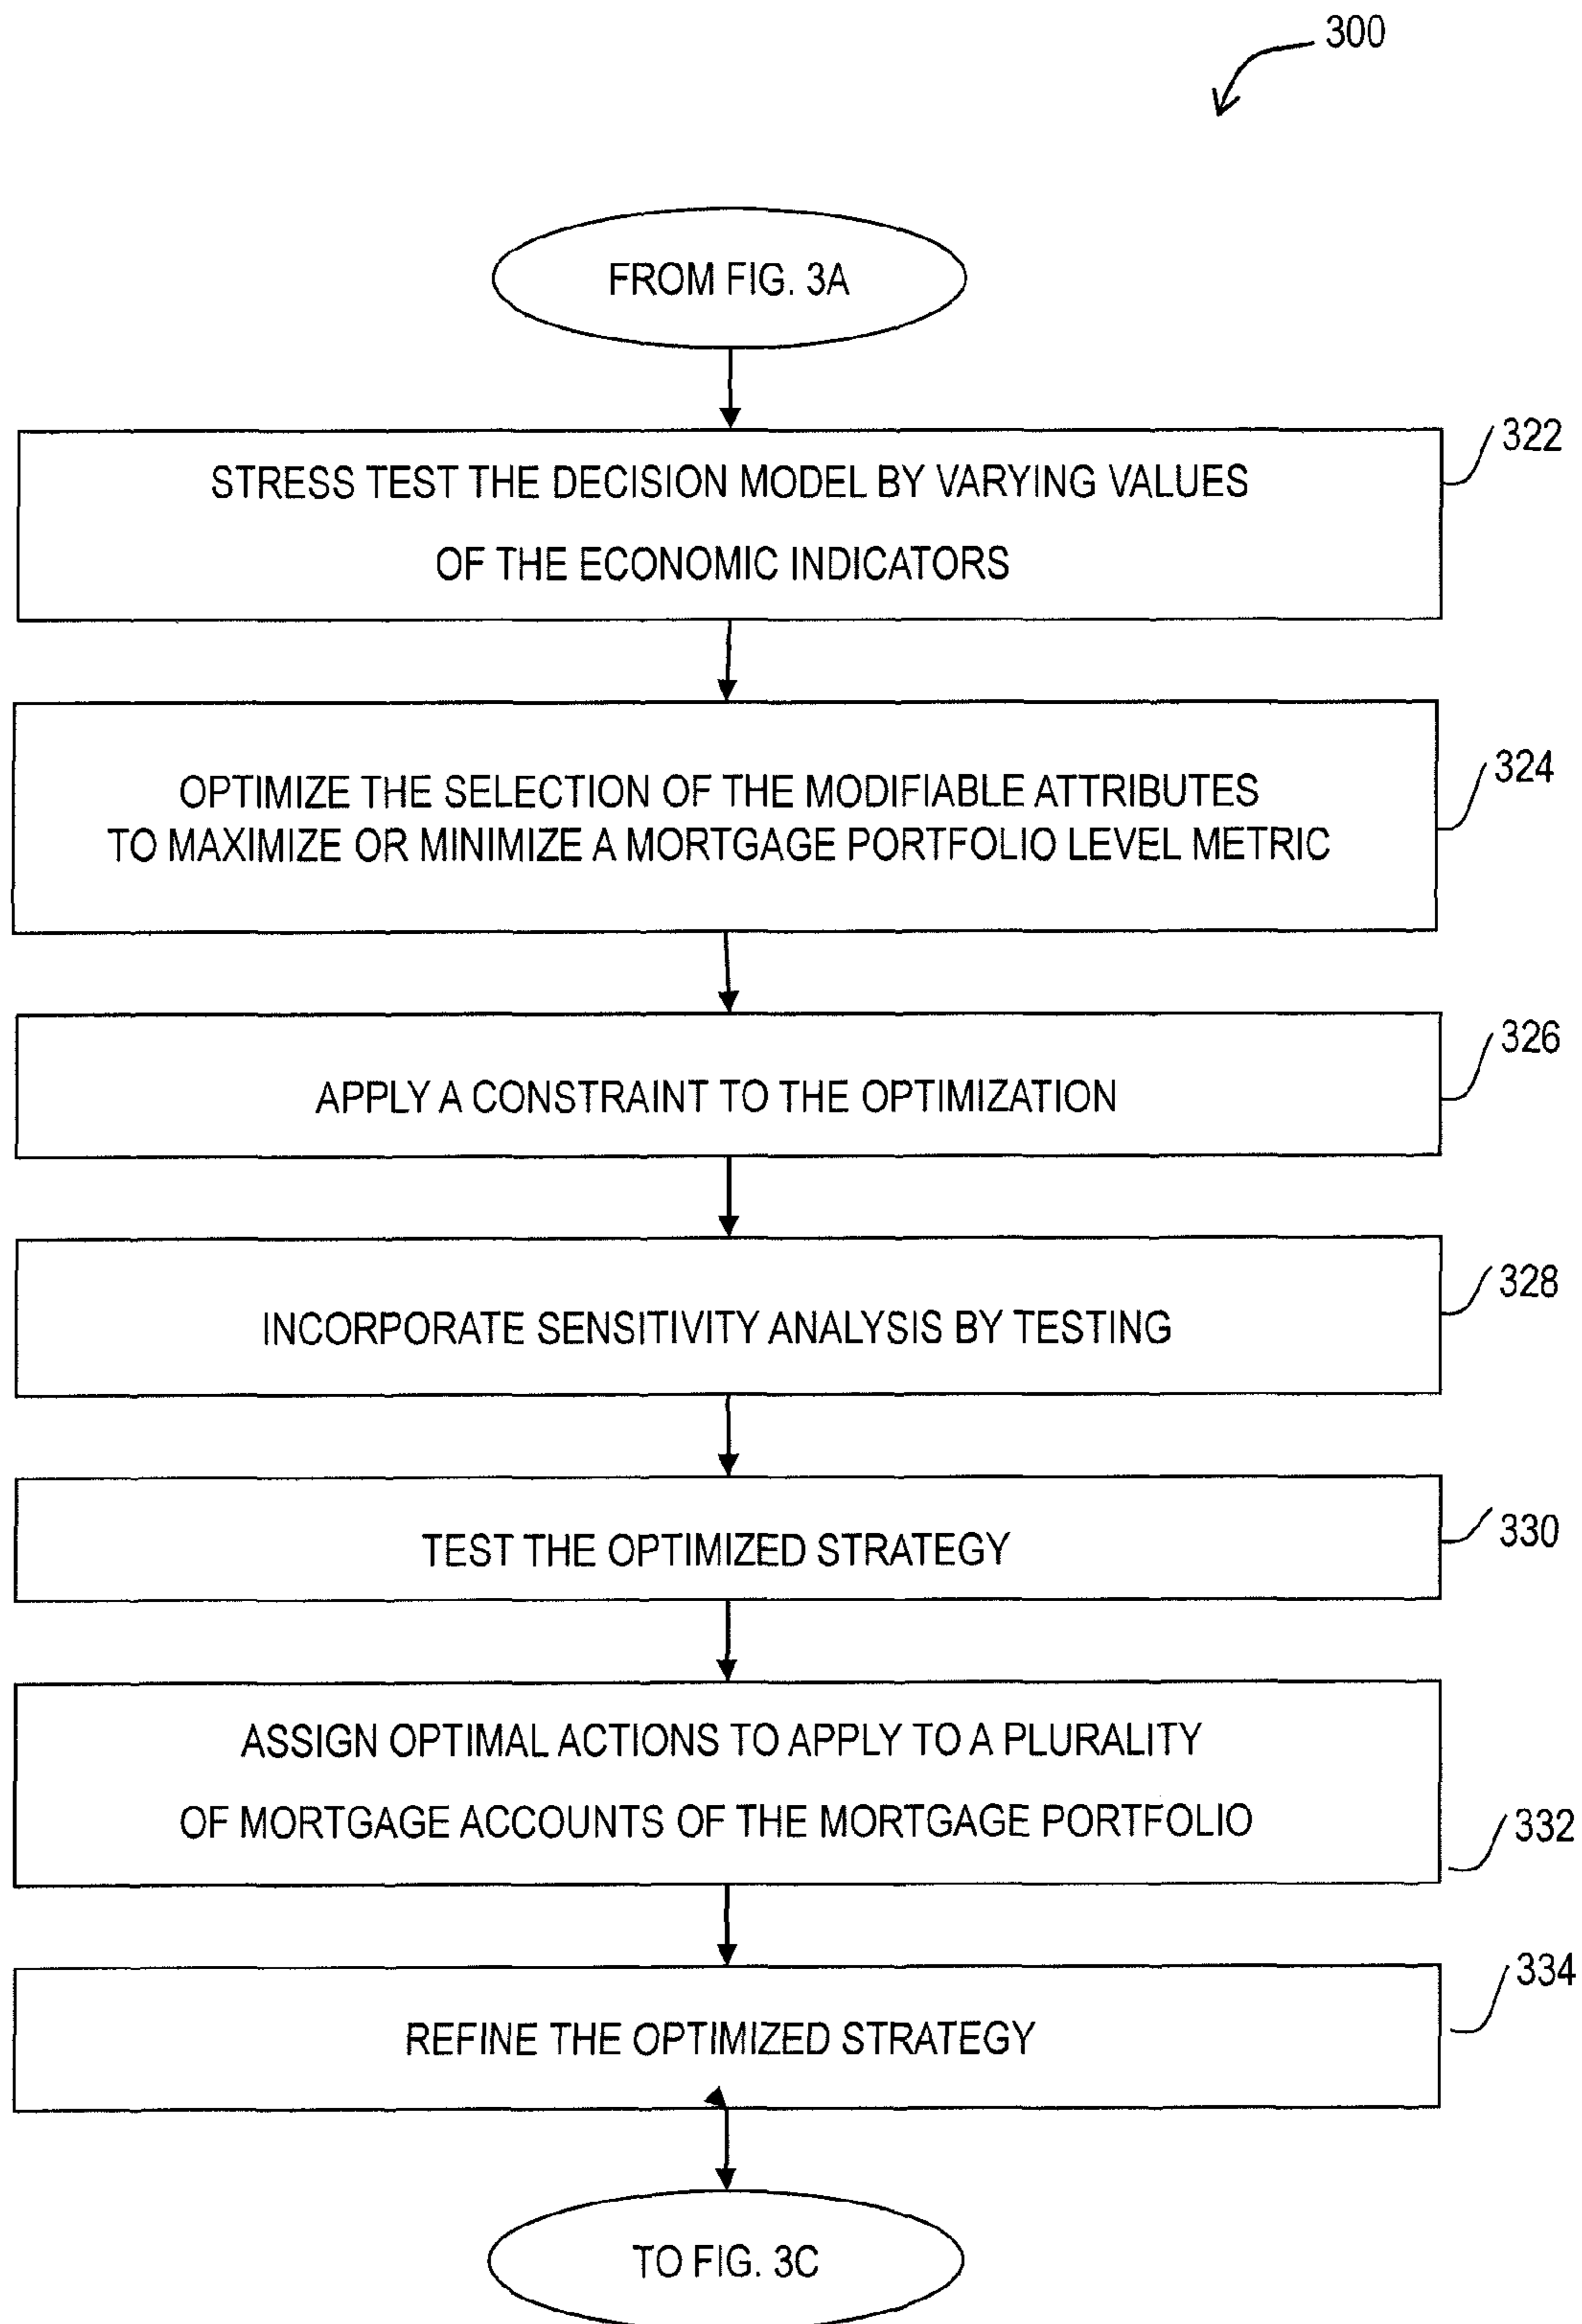 300
FROM FIG. 3A
STRESS TEST THE DECISION MODEL BY VARYING VALUES
OF THE ECONOMIC INDICATORS
322
OPTIMIZE THE SELECTION OF THE MODIFIABLE ATTRIBUTES
TO MAXIMIZE OR MINIMIZE A MORTGAGE PORTFOLIO LEVEL METRIC
324
APPLY A CONSTRAINT TO THE OPTIMIZATION
326
INCORPORATE SENSITIVITY ANALYSIS BY TESTING
328
TEST THE OPTIMIZED STRATEGY
330
ASSIGN OPTIMAL ACTIONS TO APPLY TO A PLURALITY
OF MORTGAGE ACCOUNTS OF THE MORTGAGE PORTFOLIO
332
REFINE THE OPTIMIZED STRATEGY
334
TO FIG. 3C